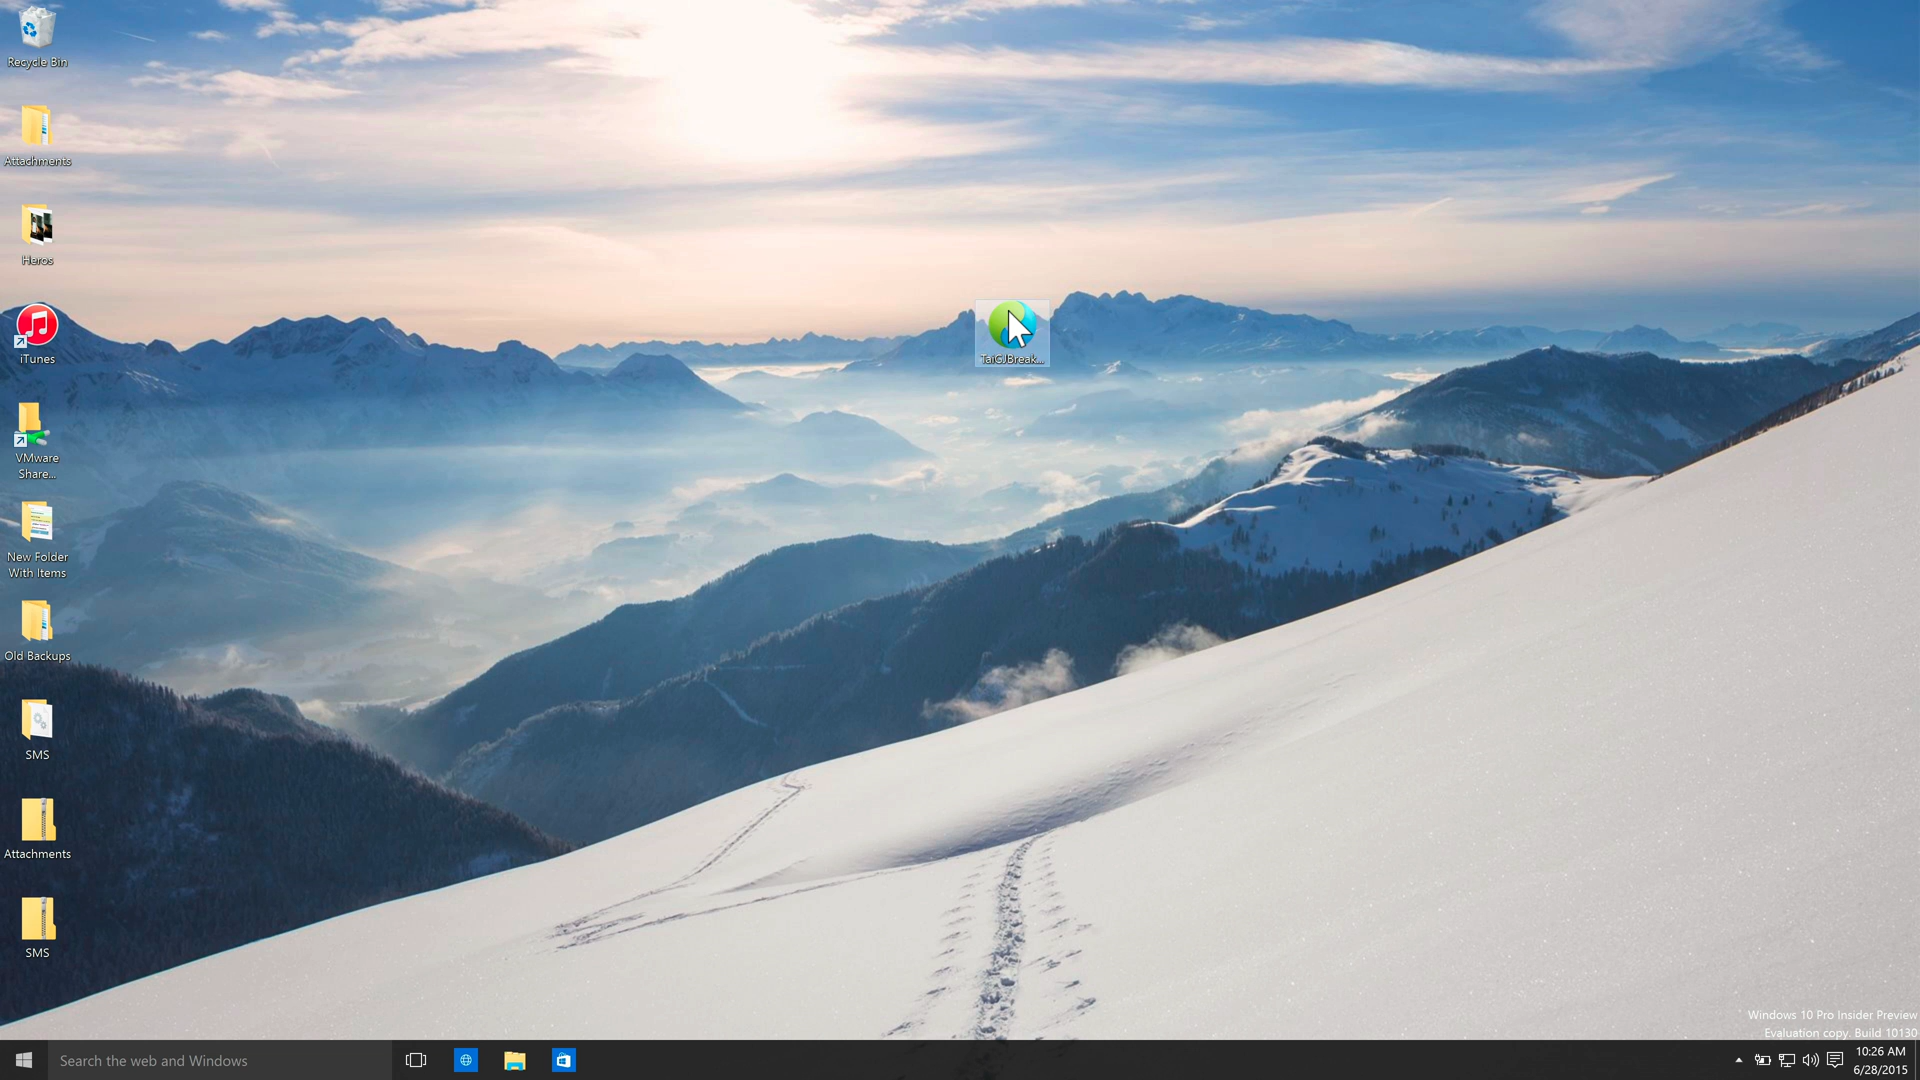 Recycle Bin
Attachments
Heros
iTunes
VMware
Share...
New Folder
With Items
Old Backups
SMS
Attachments
SMS
TaiGJBreak...
Windows 10 Pro Insider Preview
Evaluation copy. Build 10130
Search the web and Windows
10:26 AM
6/28/2015